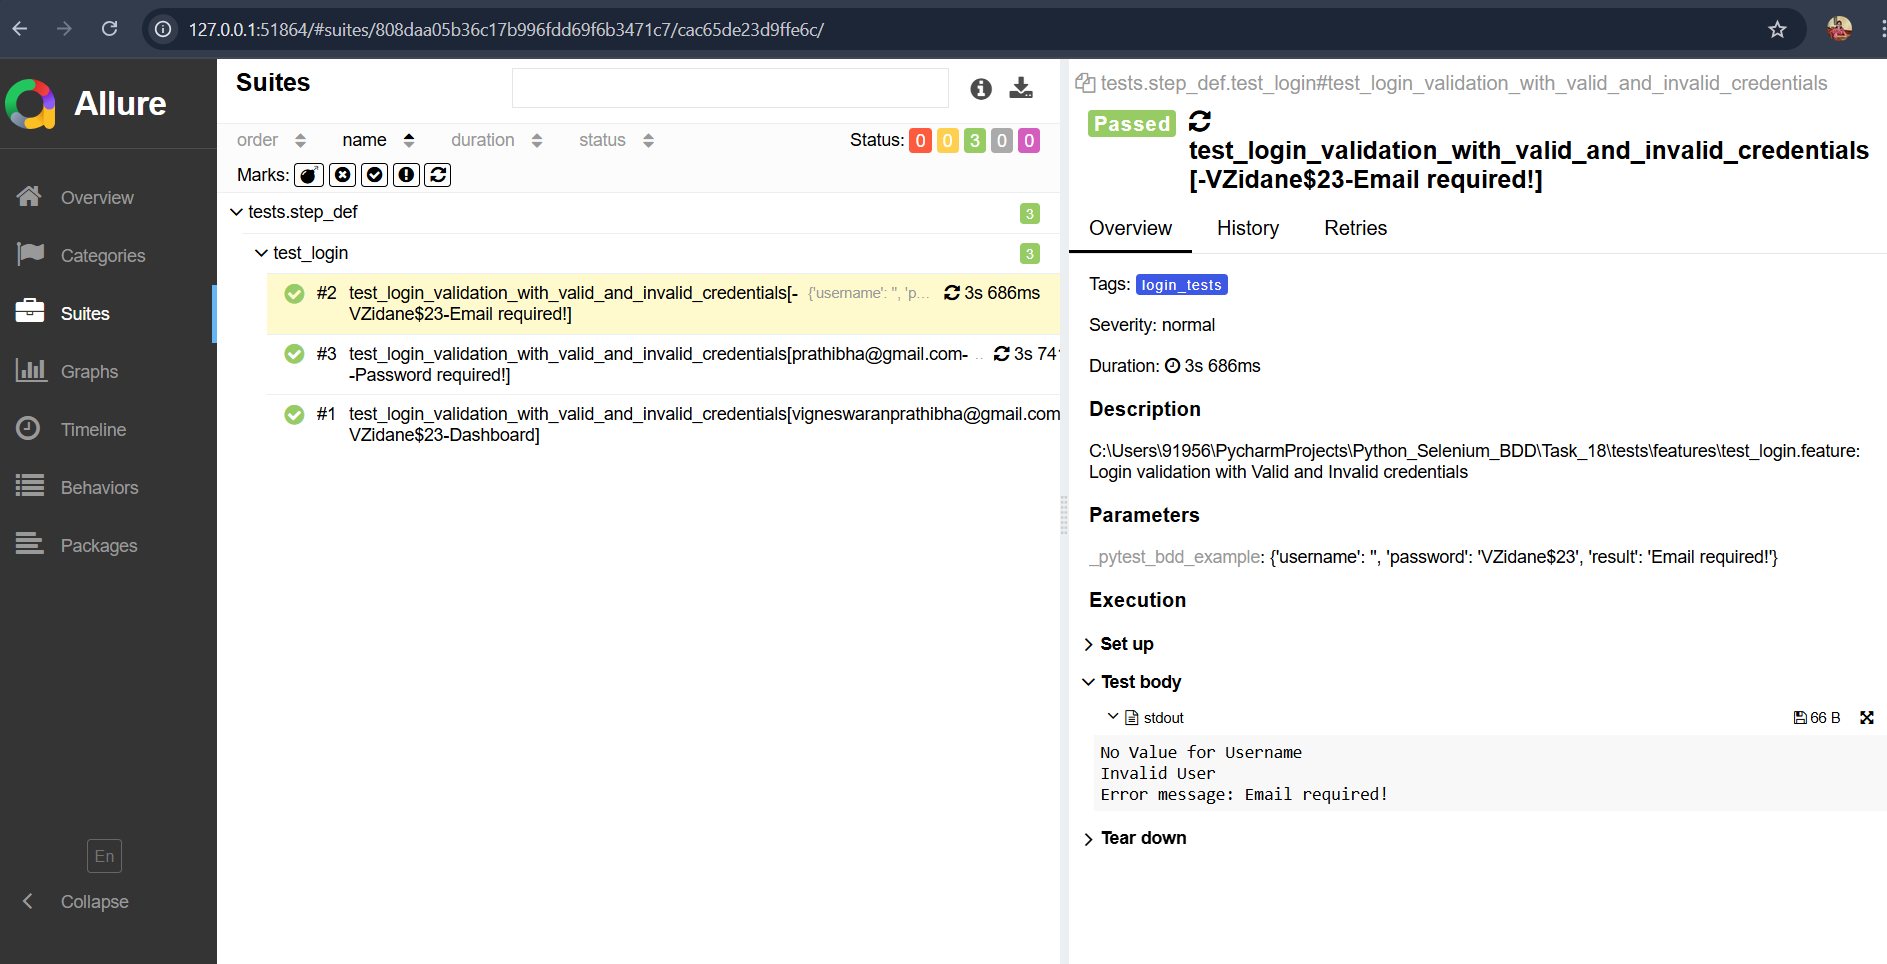 127.0.0.1:51864/#suites/808daa05b36c17b996fdd69f6b3471c7/cac65de23d9ffe6c/
Allure
Overview
Categories
Suites
Graphs
Timeline
Behaviors
Packages
En
Collapse
Suites
order name duration status Status: 0 0 3 0 0
Marks:
tests.step_def 3
test_login 3
#2 test_login_validation_with_valid_and_invalid_credentials[- {'username': '', 'p... 3s 686ms
VZidane$23-Email required!]
#3 test_login_validation_with_valid_and_invalid_credentials[prathibha@gmail.com- .. 3s 74
-Password required!]
#1 test_login_validation_with_valid_and_invalid_credentials[vigneswaranprathibha@gmail.com
VZidane$23-Dashboard]
tests.step_def.test_login#test_login_validation_with_valid_and_invalid_credentials
Passed
test_login_validation_with_valid_and_invalid_credentials
[-VZidane$23-Email required!]
Overview History Retries
Tags: login_tests
Severity: normal
Duration: 3s 686ms
Description
C:\Users\91956\PycharmProjects\Python_Selenium_BDD\Task_18\tests\features\test_login.feature:
Login validation with Valid and Invalid credentials
Parameters
_pytest_bdd_example: {'username': '', 'password': 'VZidane$23', 'result': 'Email required!'}
Execution
Set up
Test body
stdout 66 B
No Value for Username
Invalid User
Error message: Email required!
Tear down